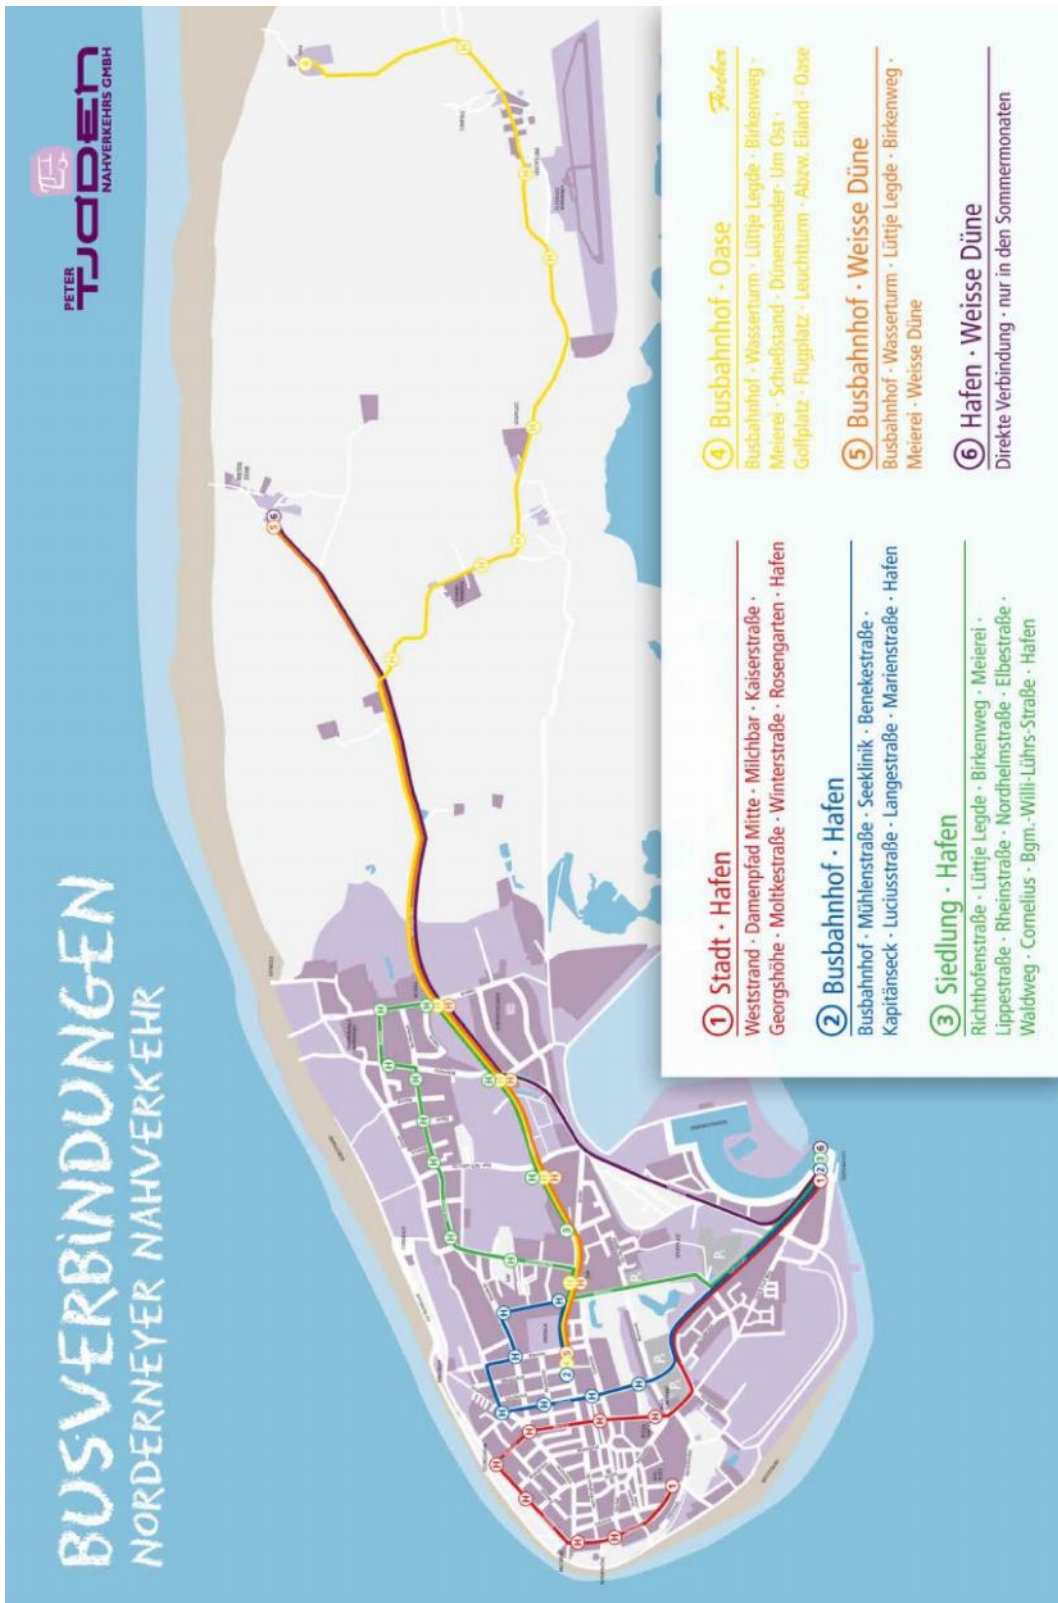 BUSVERBINDUNGEN
NORDERNEYER NAHVERKEHR
PETER
TJADEN
NAHVERKEHRS GMBH
① Stadt · Hafen
Weststrand · Damenpfad Mitte · Milchbar · Kaiserstraße ·
Georgshöhe · Moltkestraße · Winterstraße · Rosengarten · Hafen
② Busbahnhof · Hafen
Busbahnhof · Mühlenstraße · Seeklinik · Benekestraße ·
Kapitänseck · Luciusstraße · Langestraße · Marienstraße · Hafen
③ Siedlung · Hafen
Richthofenstraße · Lüttje Legde · Birkenweg · Meierei ·
Lippestraße · Rheinstraße · Nordhelmstraße · Elbestraße ·
Waldweg · Cornelius · Bgm.-Willi-Lührs-Straße · Hafen
④ Busbahnhof · Oase
Fischer
Busbahnhof · Wasserturm · Lüttje Legde · Birkenweg ·
Meierei · Schießstand · Dünensender· Um Ost ·
Golfplatz · Flugplatz · Leuchtturm · Abzw. Eiland · Oase
⑤ Busbahnhof · Weisse Düne
Busbahnhof · Wasserturm · Lüttje Legde · Birkenweg ·
Meierei · Weisse Düne
⑥ Hafen · Weisse Düne
Direkte Verbindung · nur in den Sommermonaten